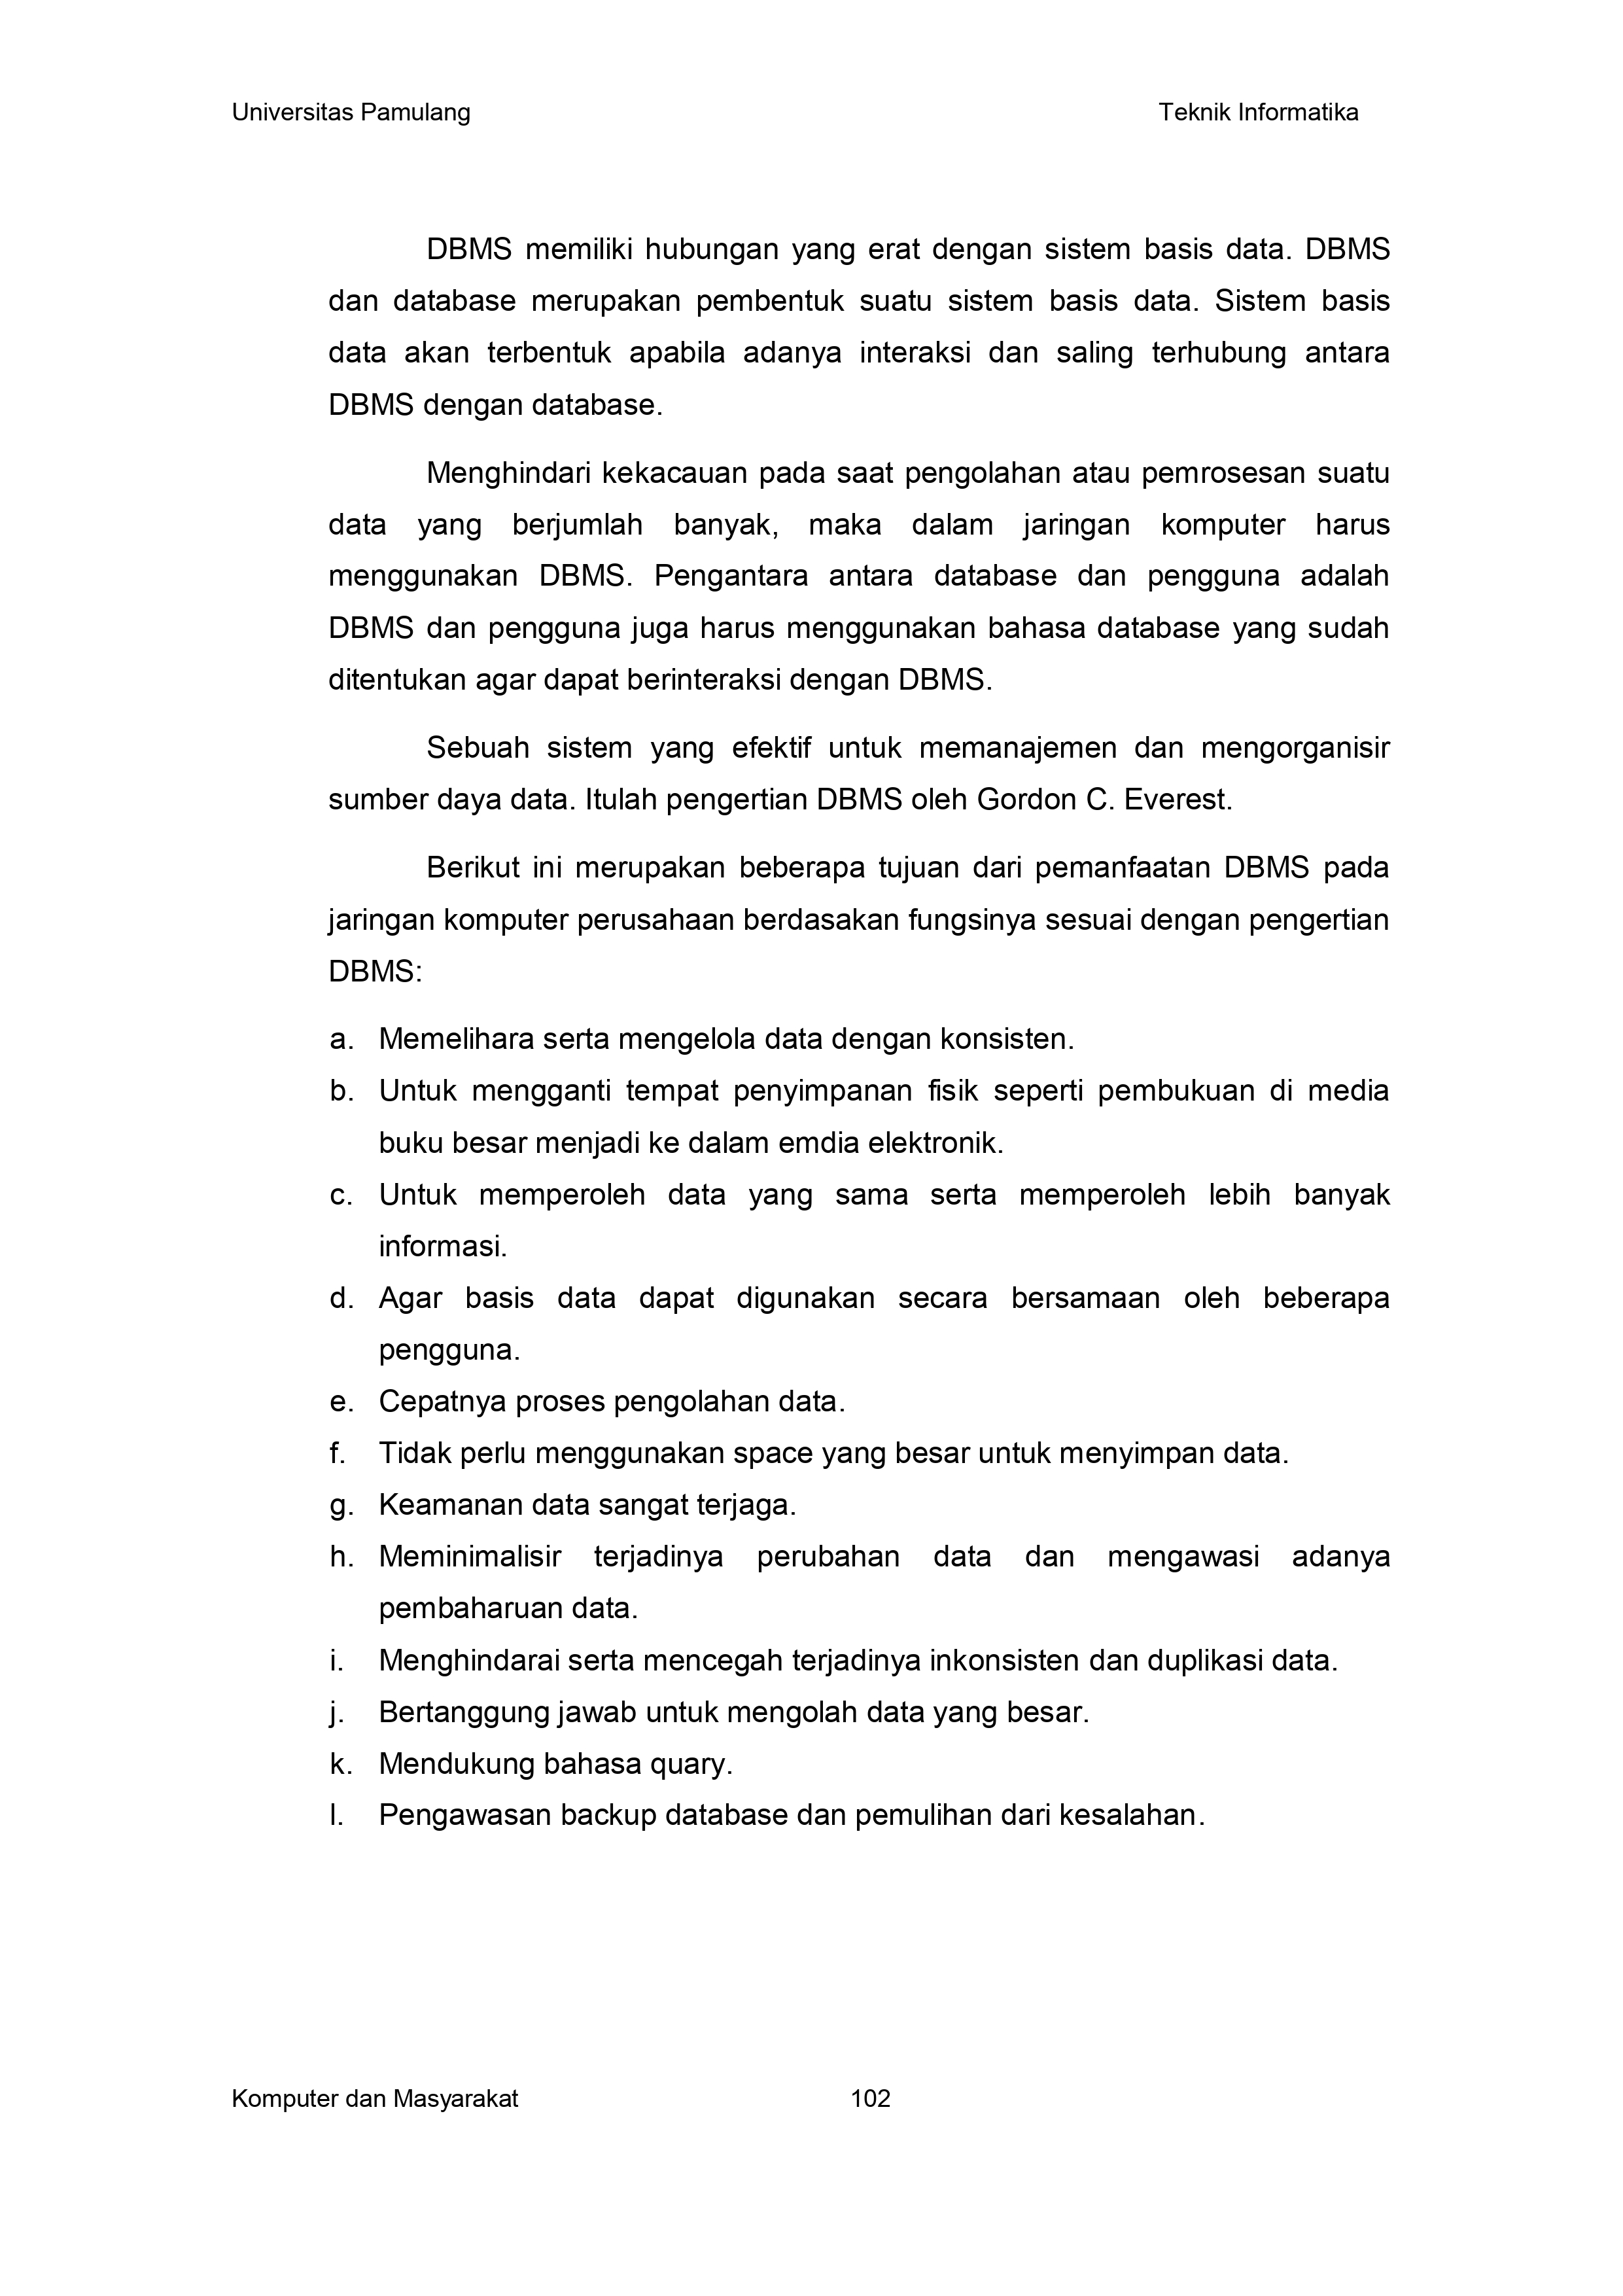 Universitas Pamulang Teknik Informatika
DBMS memiliki hubungan yang erat dengan sistem basis data. DBMS
dan database merupakan pembentuk suatu sistem basis data. Sistem basis
data akan terbentuk apabila adanya interaksi dan saling terhubung antara
DBMS dengan database.
Menghindari kekacauan pada saat pengolahan atau pemrosesan suatu
data yang berjumlah banyak, maka dalam jaringan komputer harus
menggunakan DBMS. Pengantara antara database dan pengguna adalah
DBMS dan pengguna juga harus menggunakan bahasa database yang sudah
ditentukan agar dapat berinteraksi dengan DBMS.
Sebuah sistem yang efektif untuk memanajemen dan mengorganisir
sumber daya data. Itulah pengertian DBMS oleh Gordon C. Everest.
Berikut ini merupakan beberapa tujuan dari pemanfaatan DBMS pada
jaringan komputer perusahaan berdasakan fungsinya sesuai dengan pengertian
DBMS:
a. Memelihara serta mengelola data dengan konsisten.
b. Untuk mengganti tempat penyimpanan fisik seperti pembukuan di media
buku besar menjadi ke dalam emdia elektronik.
c. Untuk memperoleh data yang sama serta memperoleh lebih banyak
informasi.
d. Agar basis data dapat digunakan secara bersamaan oleh beberapa
pengguna.
e. Cepatnya proses pengolahan data.
f. Tidak perlu menggunakan space yang besar untuk menyimpan data.
g. Keamanan data sangat terjaga.
h. Meminimalisir terjadinya perubahan data dan mengawasi adanya
pembaharuan data.
i. Menghindarai serta mencegah terjadinya inkonsisten dan duplikasi data.
j. Bertanggung jawab untuk mengolah data yang besar.
k. Mendukung bahasa quary.
l. Pengawasan backup database dan pemulihan dari kesalahan.
Komputer dan Masyarakat 102